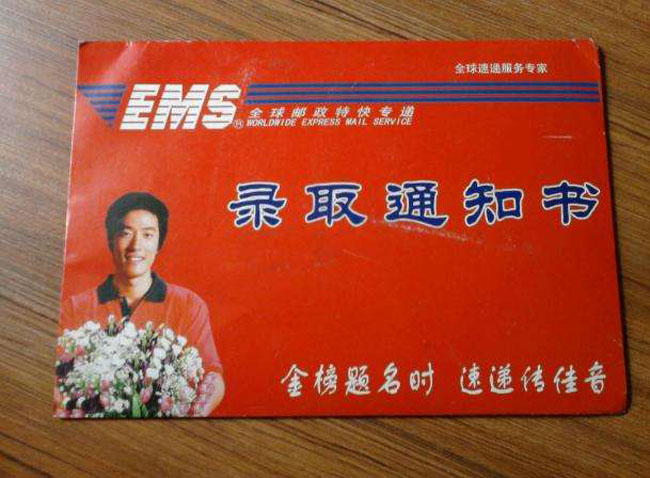 全球速递服务专家
EMS
全球邮政特快专递
WORLDWIDE EXPRESS MAIL SERVICE
录取通知书
金榜题名时 速递传佳音